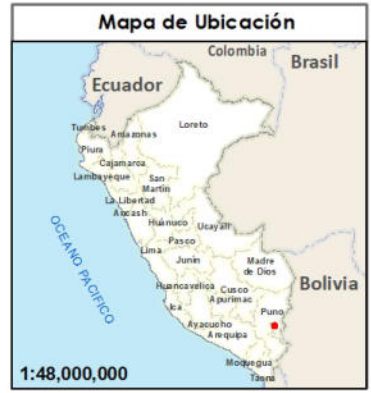 Mapa de Ubicación
Colombia
Brasil
Ecuador
Tumbes
Amazonas
Loreto
Piura
Cajamarca
Lambayeque
San
Martin
La Libertad
Ancash
Huánuco
Ucayali
Pasco
Lima
Junín
Madre
de Dios
OCEANO PACIFICO
Bolivia
Huancavelica
Cusco
Apurimac
Ica
Puno
Ayacucho
Arequipa
Moquegua
Tacna
1:48,000,000